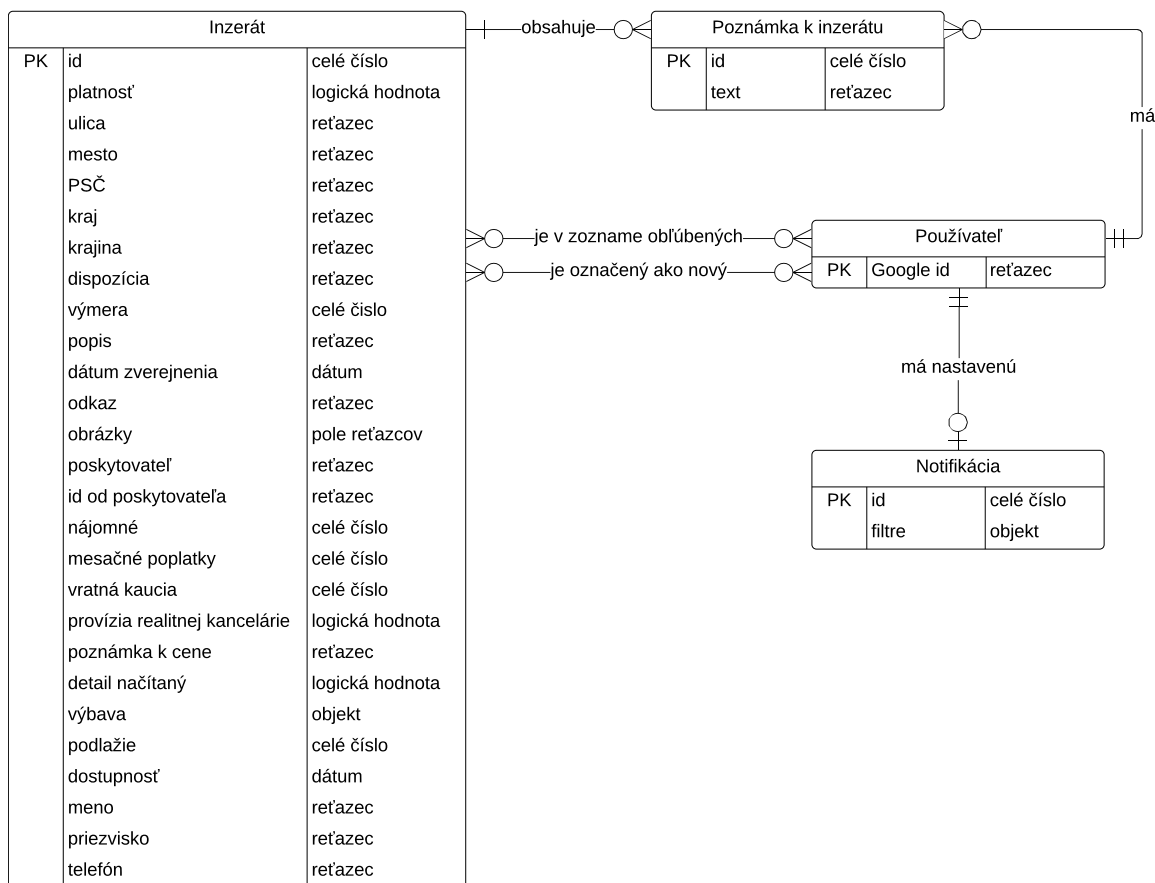 Inzerát
PK id celé číslo
platnosť logická hodnota
ulica reťazec
mesto reťazec
PSČ reťazec
kraj reťazec
krajina reťazec
dispozícia reťazec
výmera celé čislo
popis reťazec
dátum zverejnenia dátum
odkaz reťazec
obrázky pole reťazcov
poskytovateľ reťazec
id od poskytovateľa reťazec
nájomné celé číslo
mesačné poplatky celé číslo
vratná kaucia celé číslo
provízia realitnej kancelárie logická hodnota
poznámka k cene reťazec
detail načítaný logická hodnota
výbava objekt
podlažie celé číslo
dostupnosť dátum
meno reťazec
priezvisko reťazec
telefón reťazec
obsahuje
Poznámka k inzerátu
PK id celé číslo
text reťazec
má
je v zozname obľúbených
je označený ako nový
Používateľ
PK Google id reťazec
má nastavenú
Notifikácia
PK id celé číslo
filtre objekt